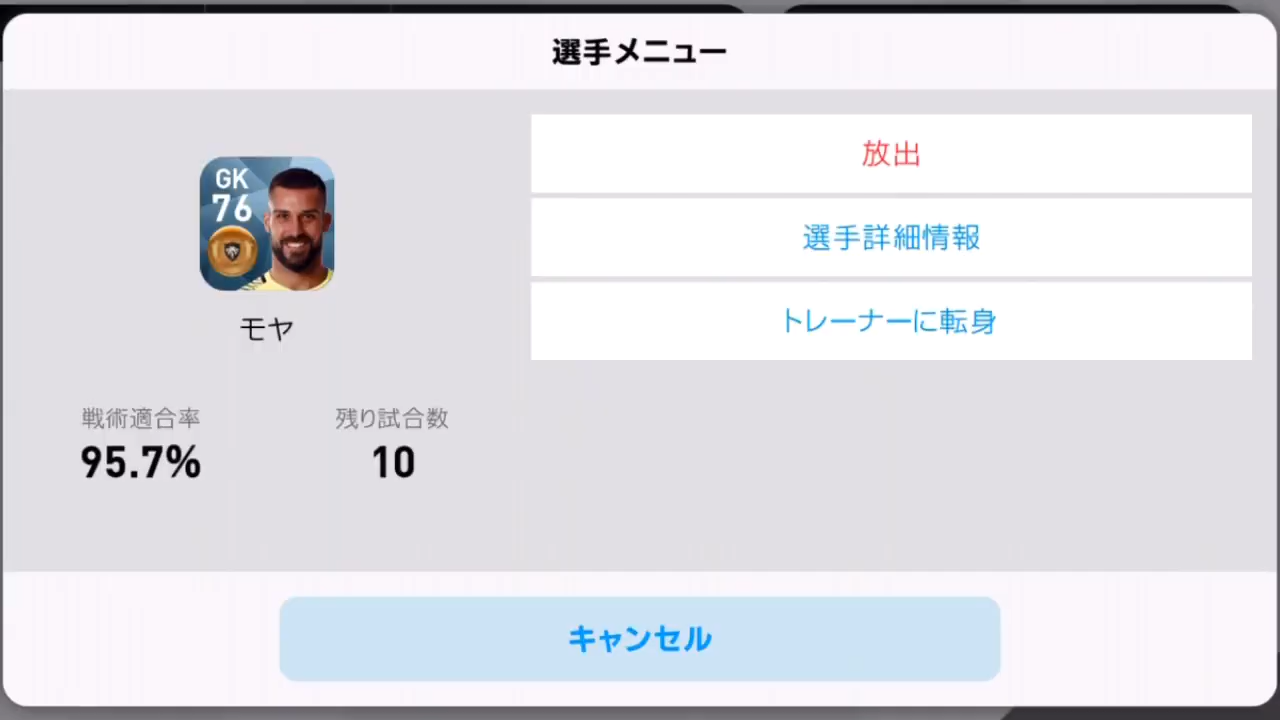 選手メニュー
GK
76
モヤ
戦術適合率
残り試合数
95.7%
10
放出
選手詳細情報
トレーナーに転身
キャンセル